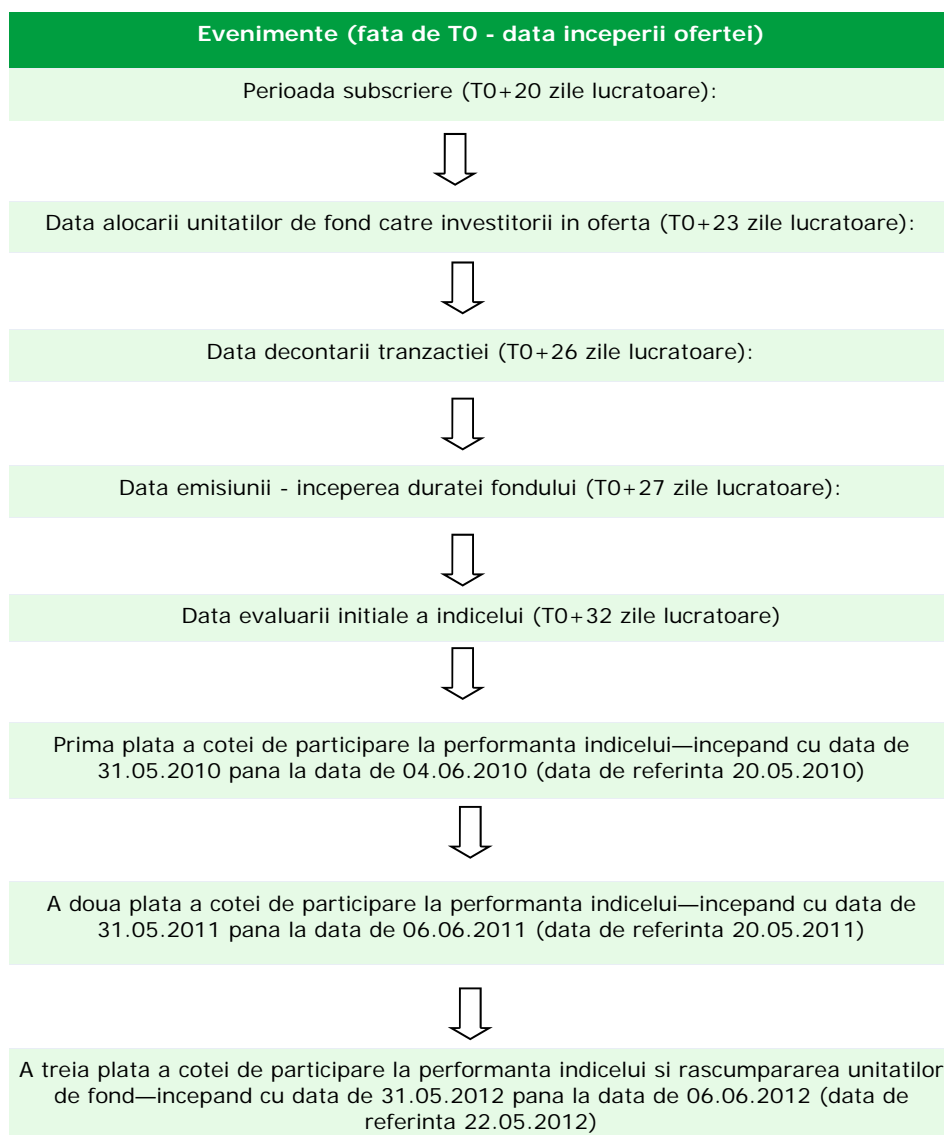 Evenimente (fata de T0 - data inceperii ofertei)
Perioada subscriere (T0+20 zile lucratoare):
Data alocarii unitatilor de fond catre investitorii in oferta (T0+23 zile lucratoare):
Data decontarii tranzactiei (T0+26 zile lucratoare):
Data emisiunii - inceperea duratei fondului (T0+27 zile lucratoare):
Data evaluarii initiale a indicelui (T0+32 zile lucratoare)
Prima plata a cotei de participare la performanta indicelui—incepand cu data de
31.05.2010 pana la data de 04.06.2010 (data de referinta 20.05.2010)
A doua plata a cotei de participare la performanta indicelui—incepand cu data de
31.05.2011 pana la data de 06.06.2011 (data de referinta 20.05.2011)
A treia plata a cotei de participare la performanta indicelui si rascumpararea unitatilor
de fond—incepand cu data de 31.05.2012 pana la data de 06.06.2012 (data de
referinta 22.05.2012)